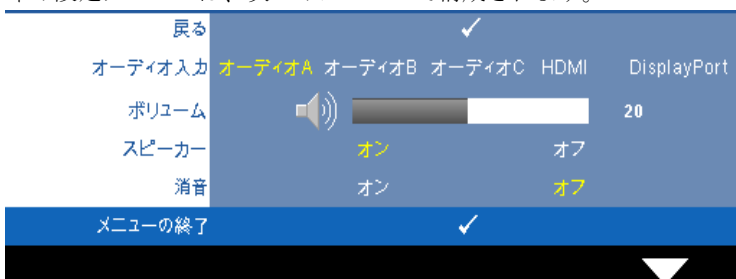 戻る ✓
オーディオ入力 オーディオA オーディオB オーディオC HDMI DisplayPort
ボリューム 20
スピーカー オン オフ
消音 オン オフ
メニューの終了 ✓